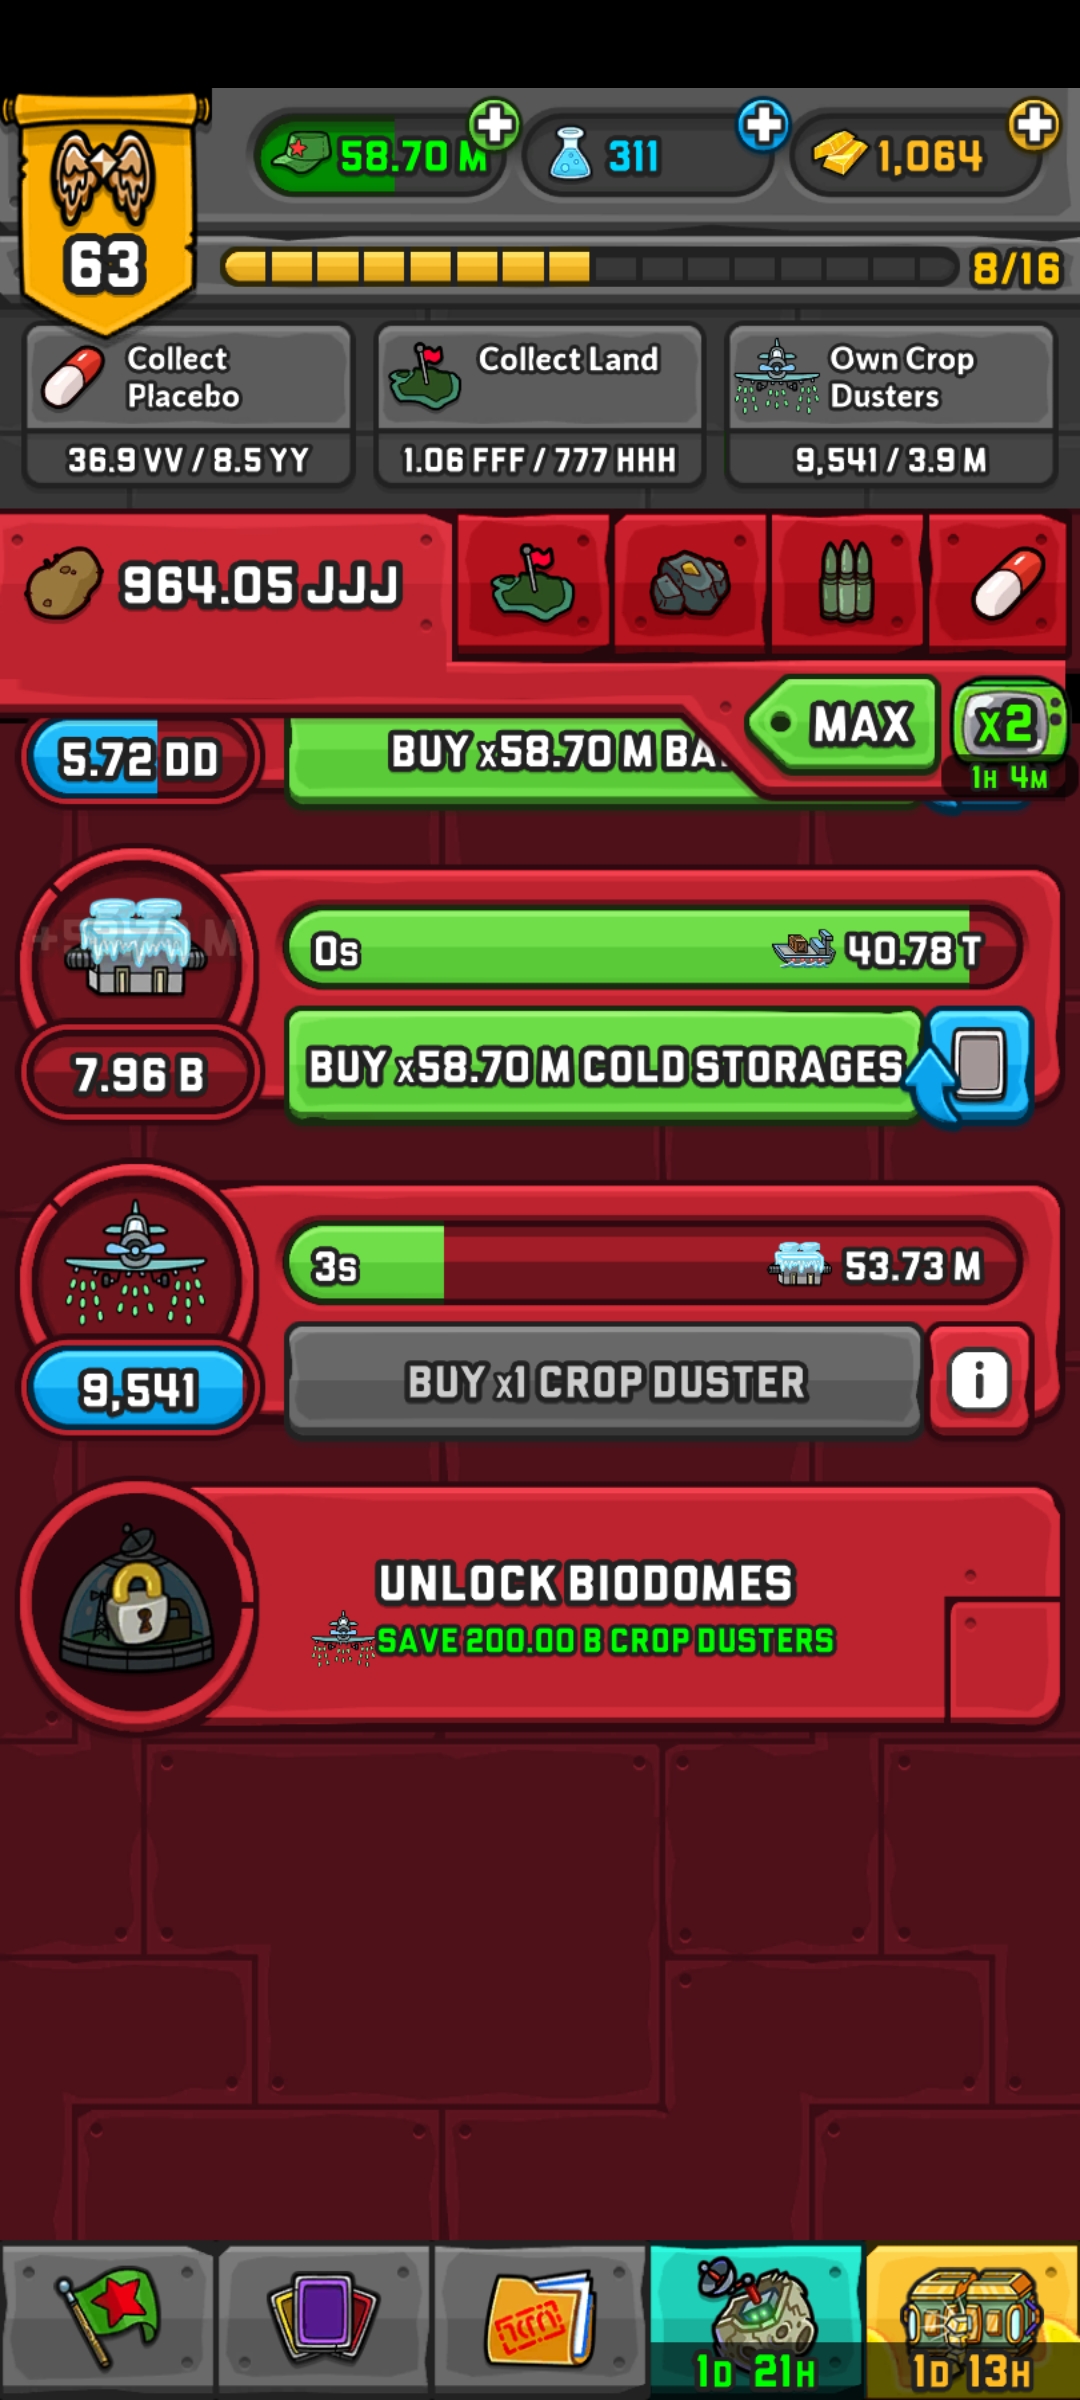 58.70 M
311
1,064
63
8/16
Collect
Placebo
36.9 VV / 8.5 YY
Collect Land
1.06 FFF / 777 HHH
Own Crop
Dusters
9,541 / 3.9 M
964.05 JJJ
MAX
X2
1H 4M
5.72 DD
BUY x58.70 M
0s
40.78 T
7.96 B
BUY x58.70 M COLD STORAGES
3s
53.73 M
9,541
BUY x1 CROP DUSTER
i
UNLOCK BIODOMES
SAVE 200.00 B CROP DUSTERS
1D 21H
1D 13H